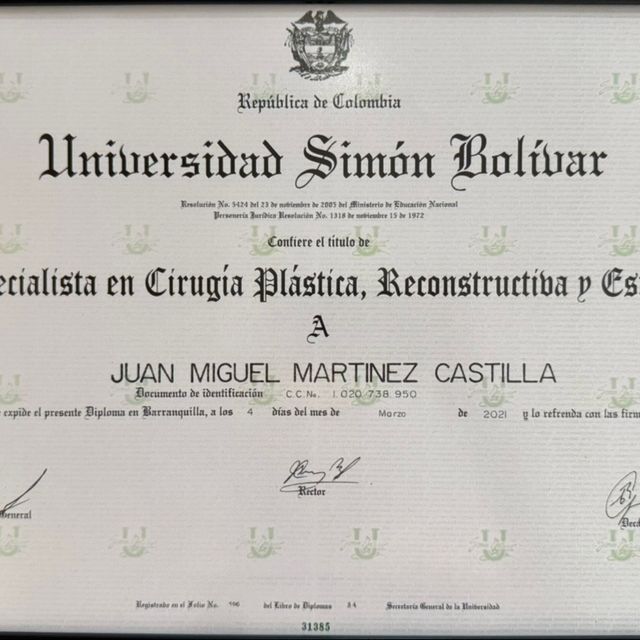 República de Colombia
Universidad Simón Bolívar
Resolución No. 5424 del 23 de noviembre de 2005 del Ministerio de Educación Nacional
Personería Jurídica Resolución No. 1318 de noviembre 15 de 1972
Confiere el título de
ecialista en Cirugía Plástica, Reconstructiva y Es
A
JUAN MIGUEL MARTINEZ CASTILLA
Documento de identificación C.C.No. 1.020.738.950
expide el presente Diploma en Barranquilla, a los 4 días del mes de Marzo de 2021 y lo refrenda con las firm
Rector
General
Registrado en el Folio No. del Libro de Diplomas 34 Secretaría General de la Universidad
31385